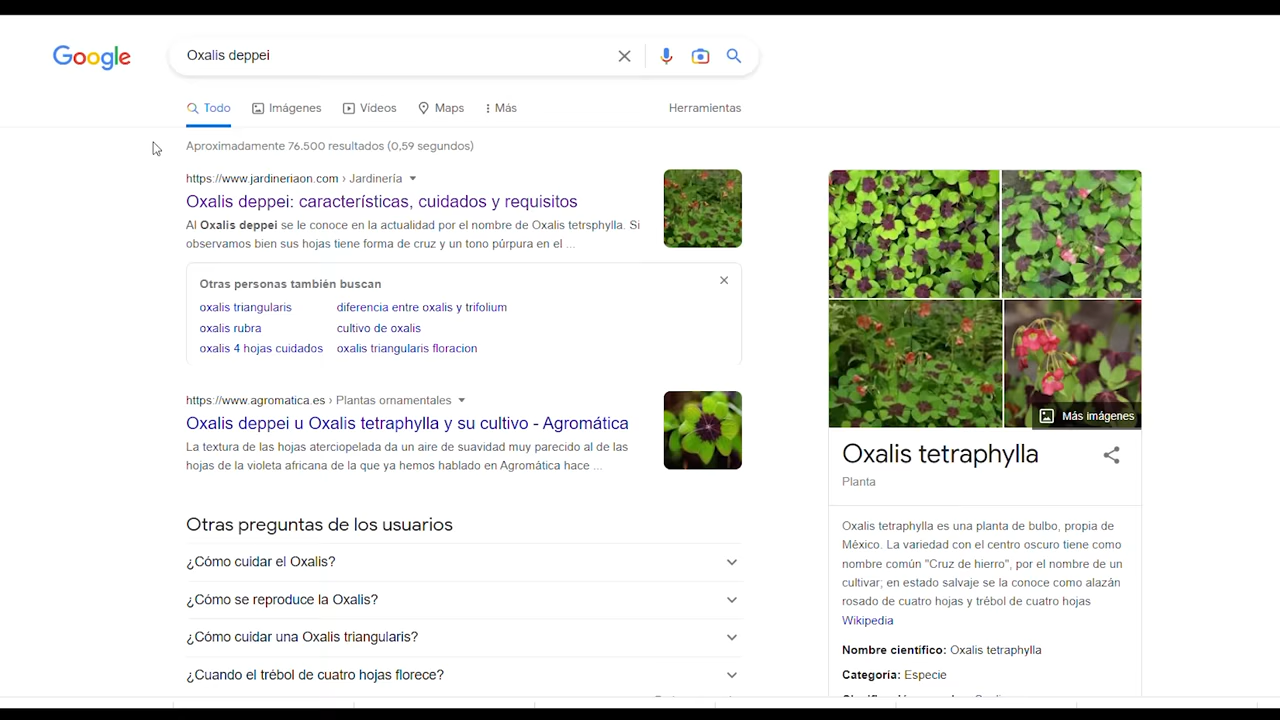 Google
Oxalis deppei
Todo
Imágenes
Vídeos
Maps
Más
Herramientas
Aproximadamente 76.500 resultados (0,59 segundos)
https://www.jardineriaon.com › Jardinería
Oxalis deppei: características, cuidados y requisitos
Al Oxalis deppei se le conoce en la actualidad por el nombre de Oxalis tetrsphylla. Si
observamos bien sus hojas tiene forma de cruz y un tono púrpura en el ...
Otras personas también buscan
oxalis triangularis
diferencia entre oxalis y trifolium
oxalis rubra
cultivo de oxalis
oxalis 4 hojas cuidados
oxalis triangularis floracion
https://www.agromatica.es › Plantas ornamentales
Oxalis deppei u Oxalis tetraphylla y su cultivo - Agromática
La textura de las hojas aterciopelada da un aire de suavidad muy parecido al de las
hojas de la violeta africana de la que ya hemos hablado en Agromática hace ...
Otras preguntas de los usuarios
¿Cómo cuidar el Oxalis?
¿Cómo se reproduce la Oxalis?
¿Cómo cuidar una Oxalis triangularis?
¿Cuando el trébol de cuatro hojas florece?
Más imágenes
Oxalis tetraphylla
Planta
Oxalis tetraphylla es una planta de bulbo, propia de
México. La variedad con el centro oscuro tiene como
nombre común "Cruz de hierro", por el nombre de un
cultivar; en estado salvaje se la conoce como alazán
rosado de cuatro hojas y trébol de cuatro hojas
Wikipedia
Nombre científico: Oxalis tetraphylla
Categoría: Especie